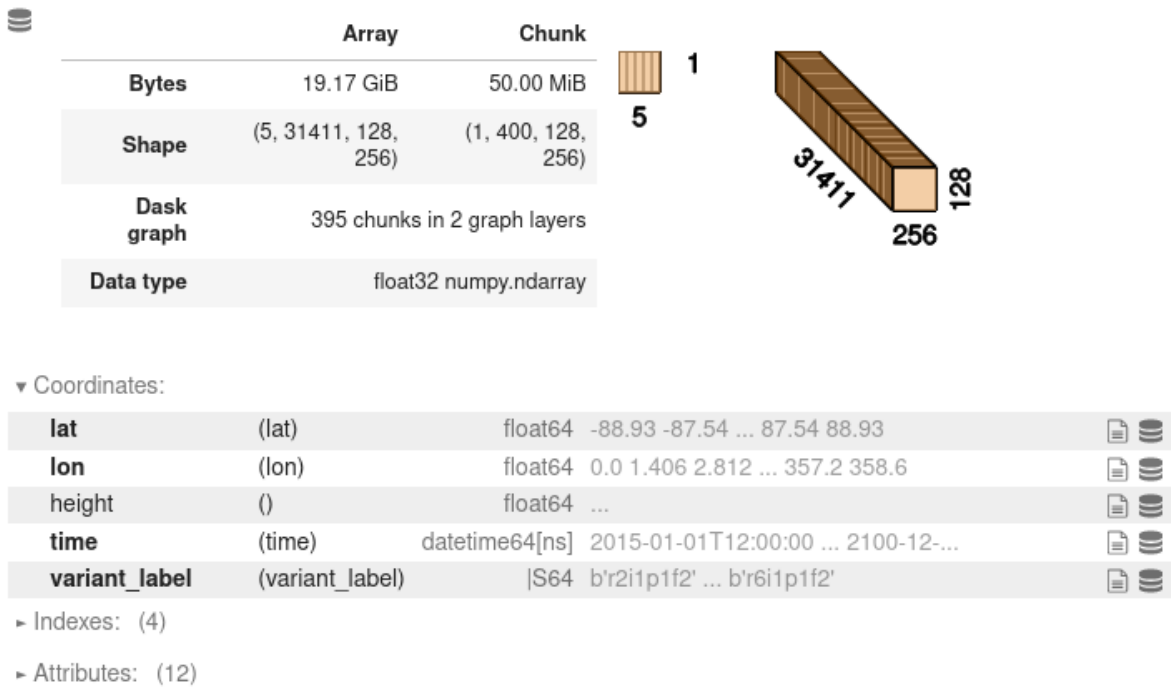 Array Chunk
Bytes 19.17 GiB 50.00 MiB
Shape (5, 31411, 128, 256) (1, 400, 128, 256)
Dask graph 395 chunks in 2 graph layers
Data type float32 numpy.ndarray
1
5
31411
128
256
▾ Coordinates:
lat (lat) float64 -88.93 -87.54 ... 87.54 88.93
lon (lon) float64 0.0 1.406 2.812 ... 357.2 358.6
height () float64 ...
time (time) datetime64[ns] 2015-01-01T12:00:00 ... 2100-12-...
variant_label (variant_label) |S64 b'r2i1p1f2' ... b'r6i1p1f2'
► Indexes: (4)
► Attributes: (12)